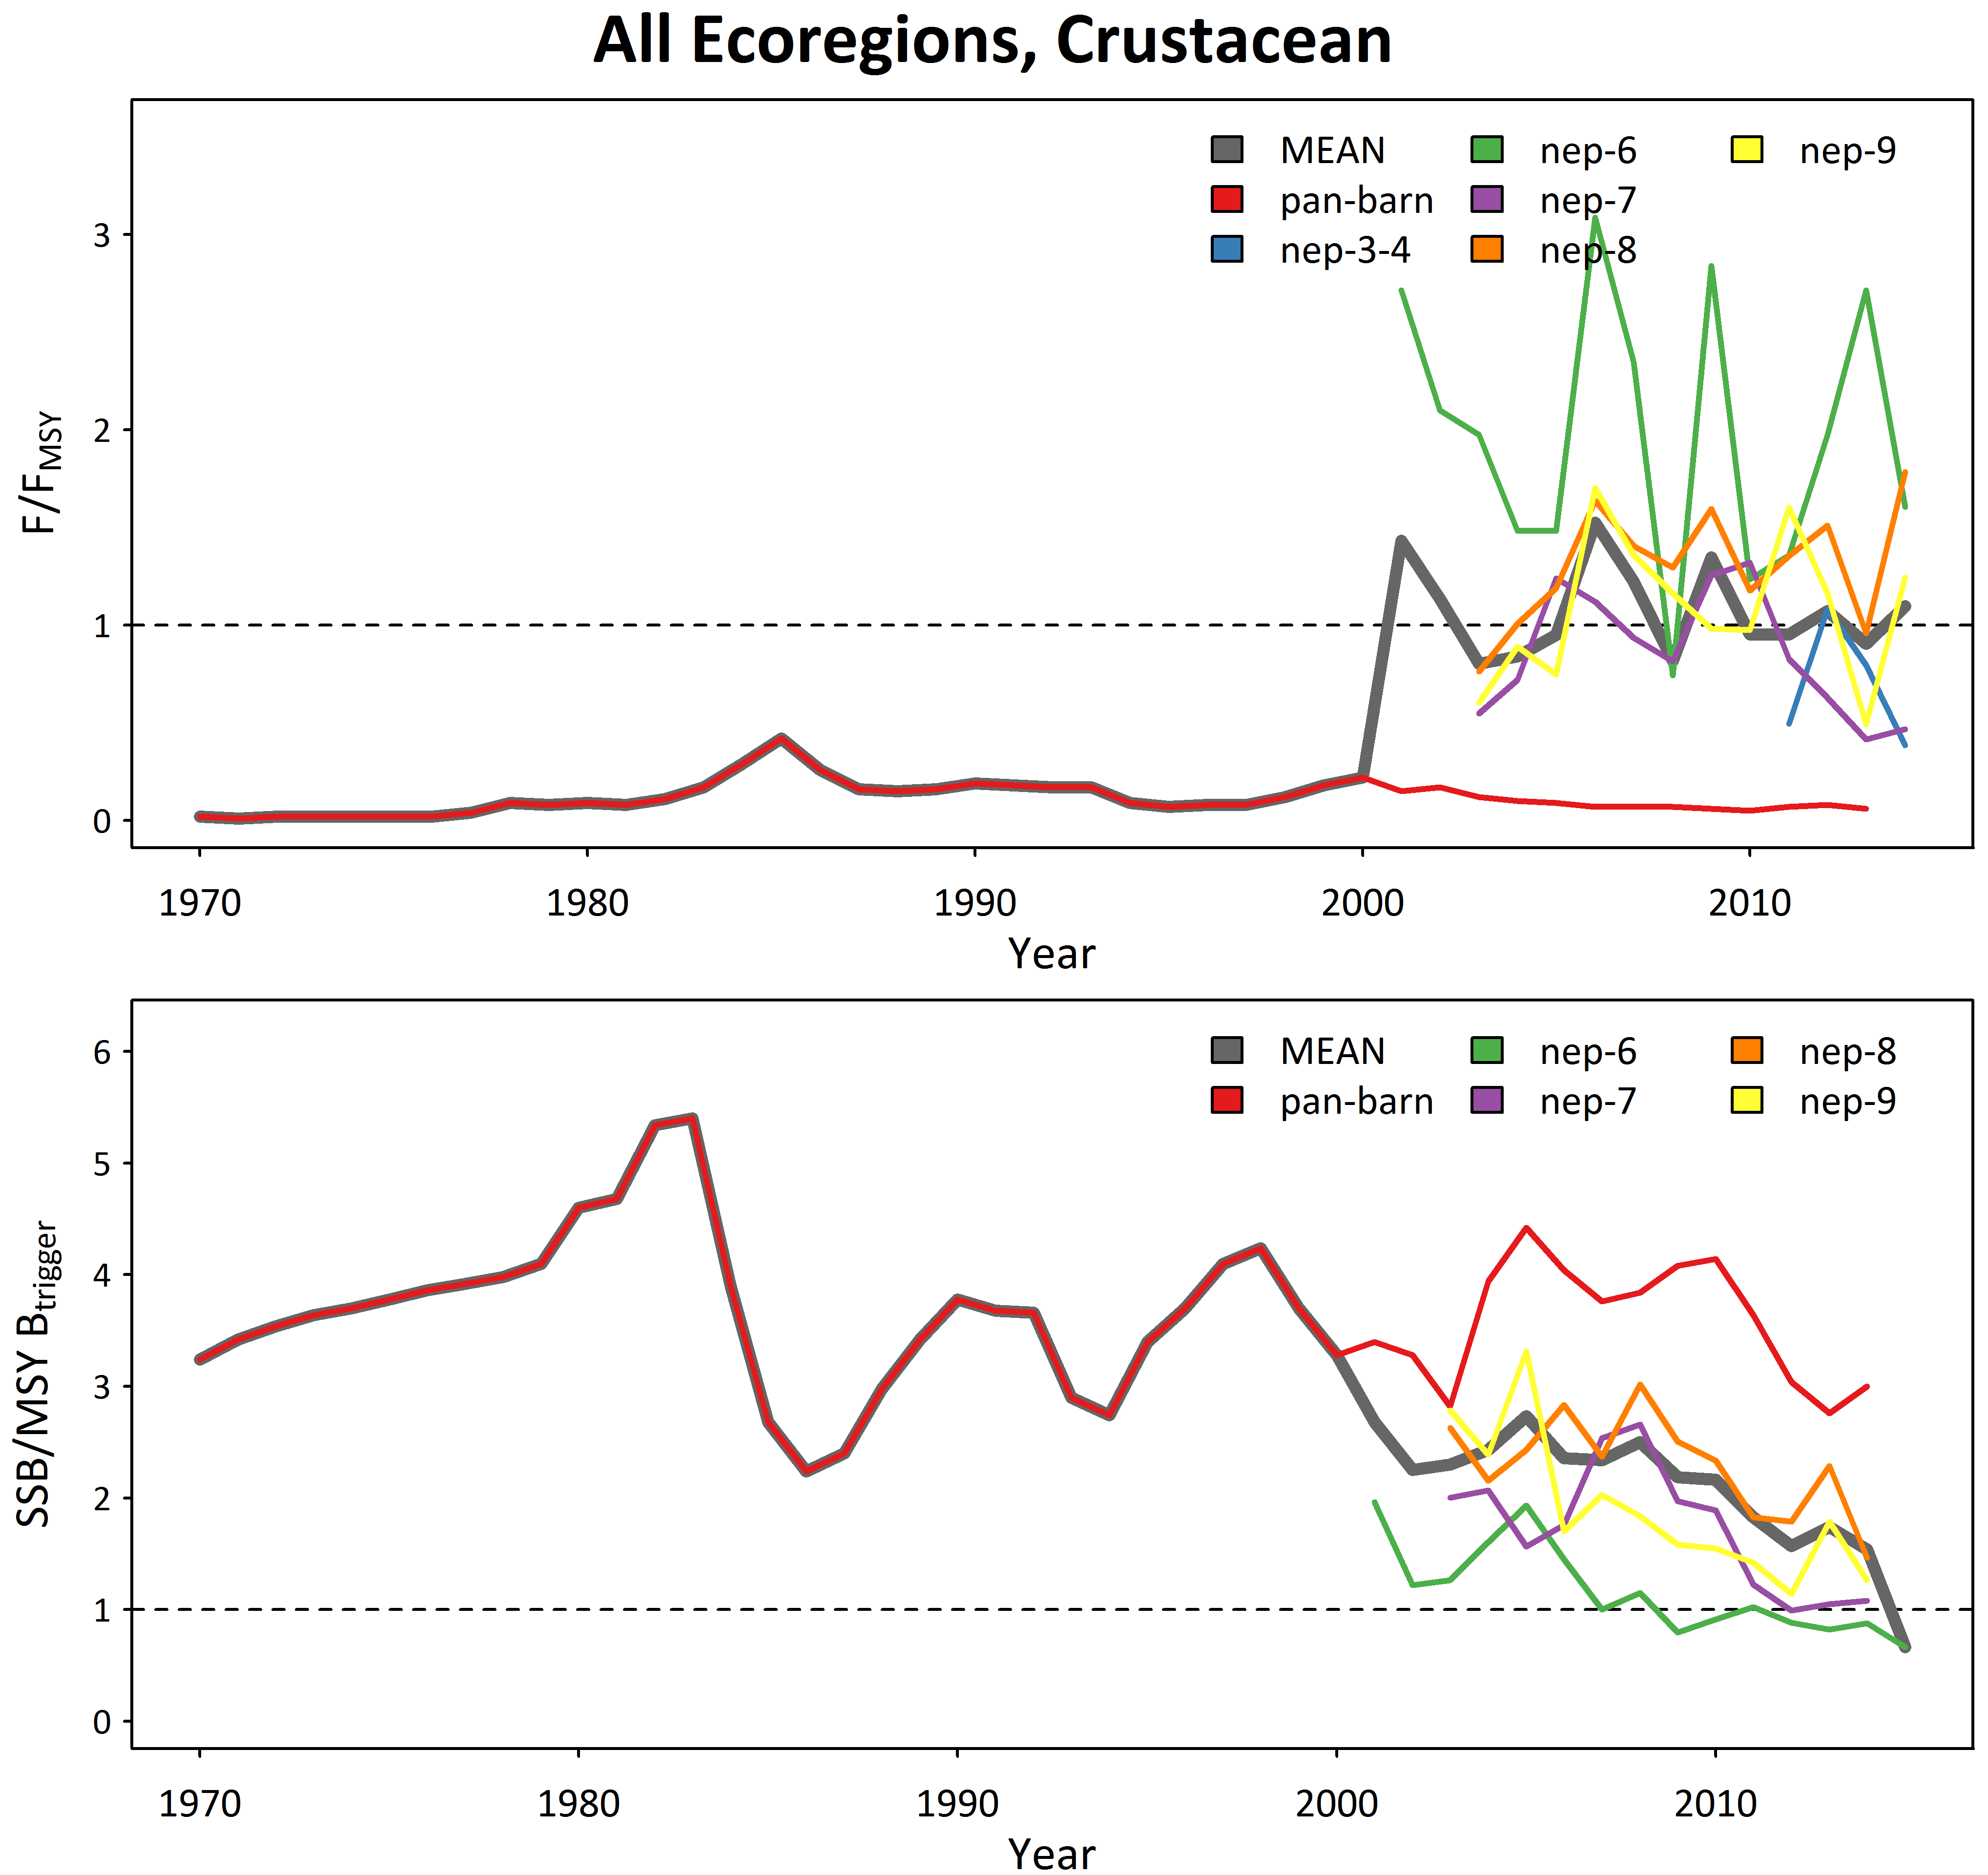 All Ecoregions, Crustacean
MEAN nep-6 nep-9
pan-barn nep-7
nep-3-4 nep-8
F/FMSY
3
2
1
0
1970 1980 1990 2000 2010
Year
MEAN nep-6 nep-8
pan-barn nep-7 nep-9
SSB/MSY Btrigger
6
5
4
3
2
1
0
1970 1980 1990 2000 2010
Year